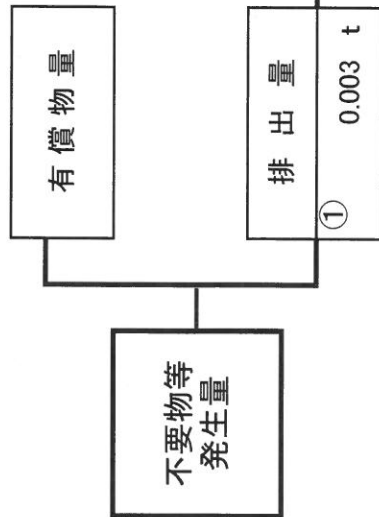 不要物等
発生量
有償物量
排出量
① 0.003 t